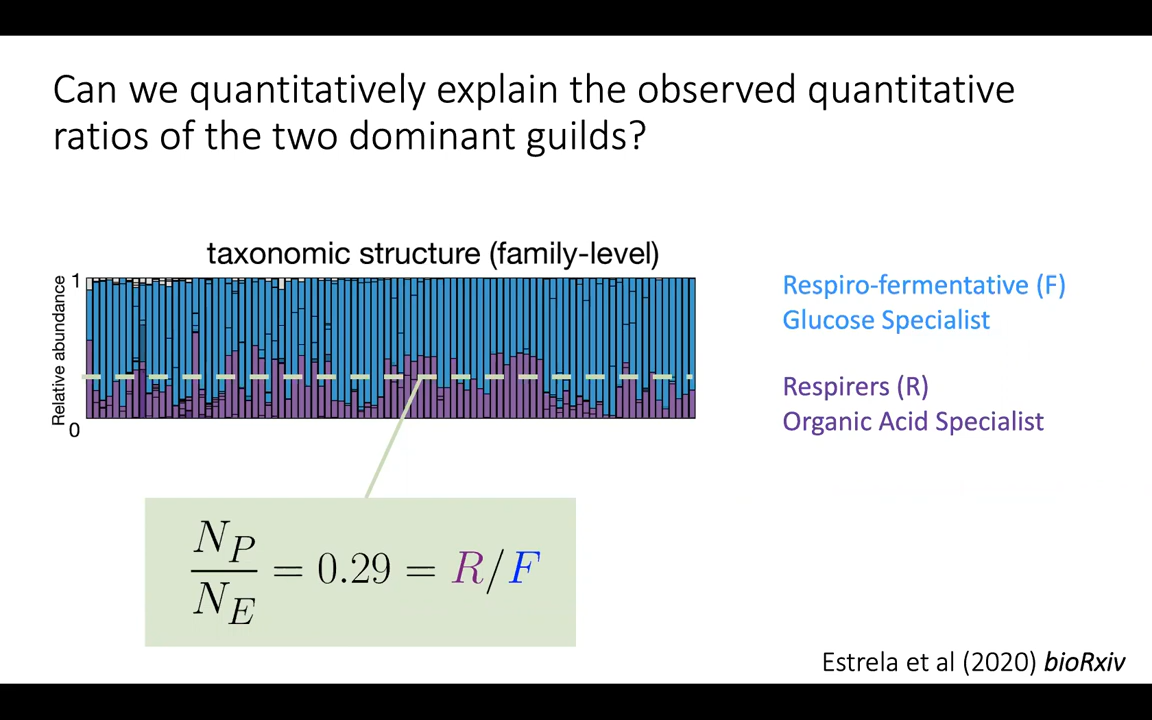 Can we quantitatively explain the observed quantitative
ratios of the two dominant guilds?
taxonomic structure (family-level)
1
Relative abundance
0
Respiro-fermentative (F)
Glucose Specialist
Respirers (R)
Organic Acid Specialist
N_P/N_E = 0.29 = R/F
Estrela et al (2020) bioRxiv